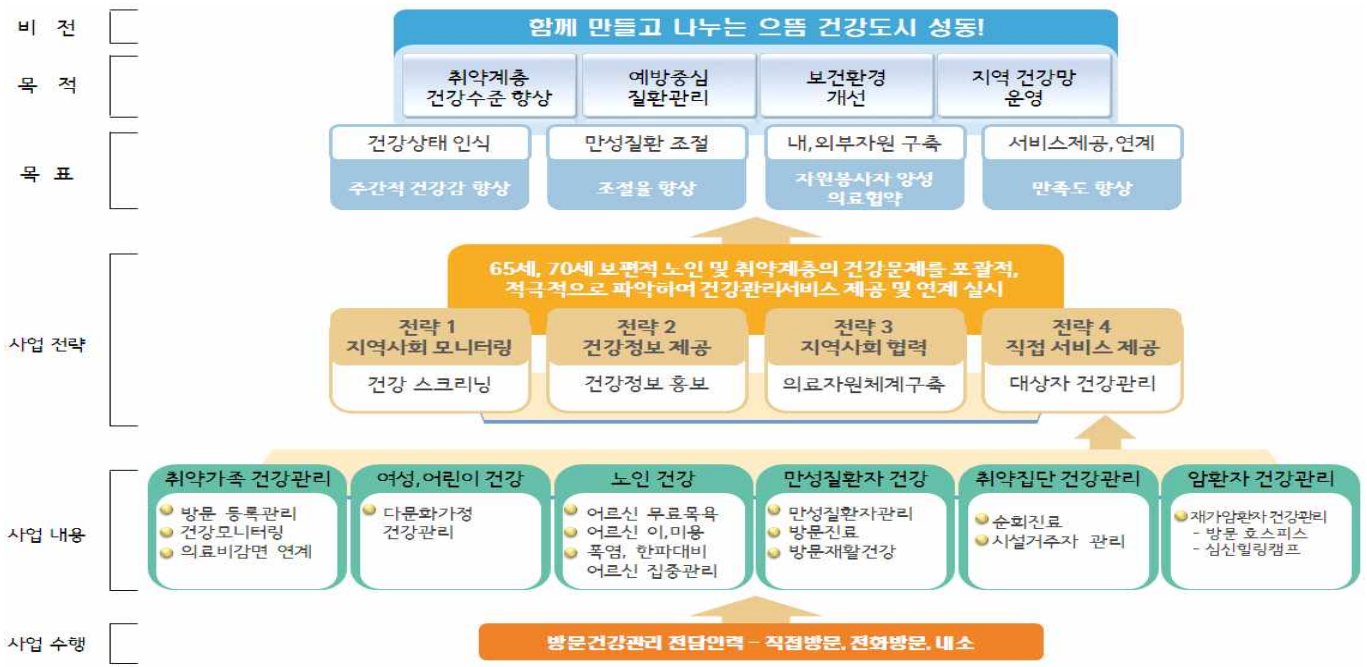 비 전
함께 만들고 나누는 으뜸 건강도시 성동!
목 적
취약계층
건강수준 향상
예방중심
질환관리
보건환경
개선
지역 건강망
운영
목 표
건강상태 인식
주간적 건강감 향상
만성질환 조절
조절율 향상
내,외부자원 구축
자원봉사자 양성
의료협약
서비스제공,연계
만족도 향상
사업 전략
65세, 70세 보편적 노인 및 취약계층의 건강문제를 포괄적,
적극적으로 파악하여 건강관리서비스 제공 및 연계 실시
전략 1
지역사회 모니터링
건강 스크리닝
전략 2
건강정보 제공
건강정보 홍보
전략 3
지역사회 협력
의료자원체계구축
전략 4
직접 서비스 제공
대상자 건강관리
사업 내용
취약가족 건강관리
방문 등록관리
건강모니터링
의료비감면 연계
여성,어린이 건강
다문화가정
건강관리
노인 건강
어르신 무료목욕
어르신 이,미용
폭염, 한파대비
어르신 집중관리
만성질환자 건강
만성질환자관리
방문진료
방문재활건강
취약집단 건강관리
순회진료
시설거주자 관리
암환자 건강관리
재가암환자 건강관리
- 방문 호스피스
- 심신힐링캠프
사업 수행
방문건강관리 전담인력 - 직접방문, 전화방문, 내소